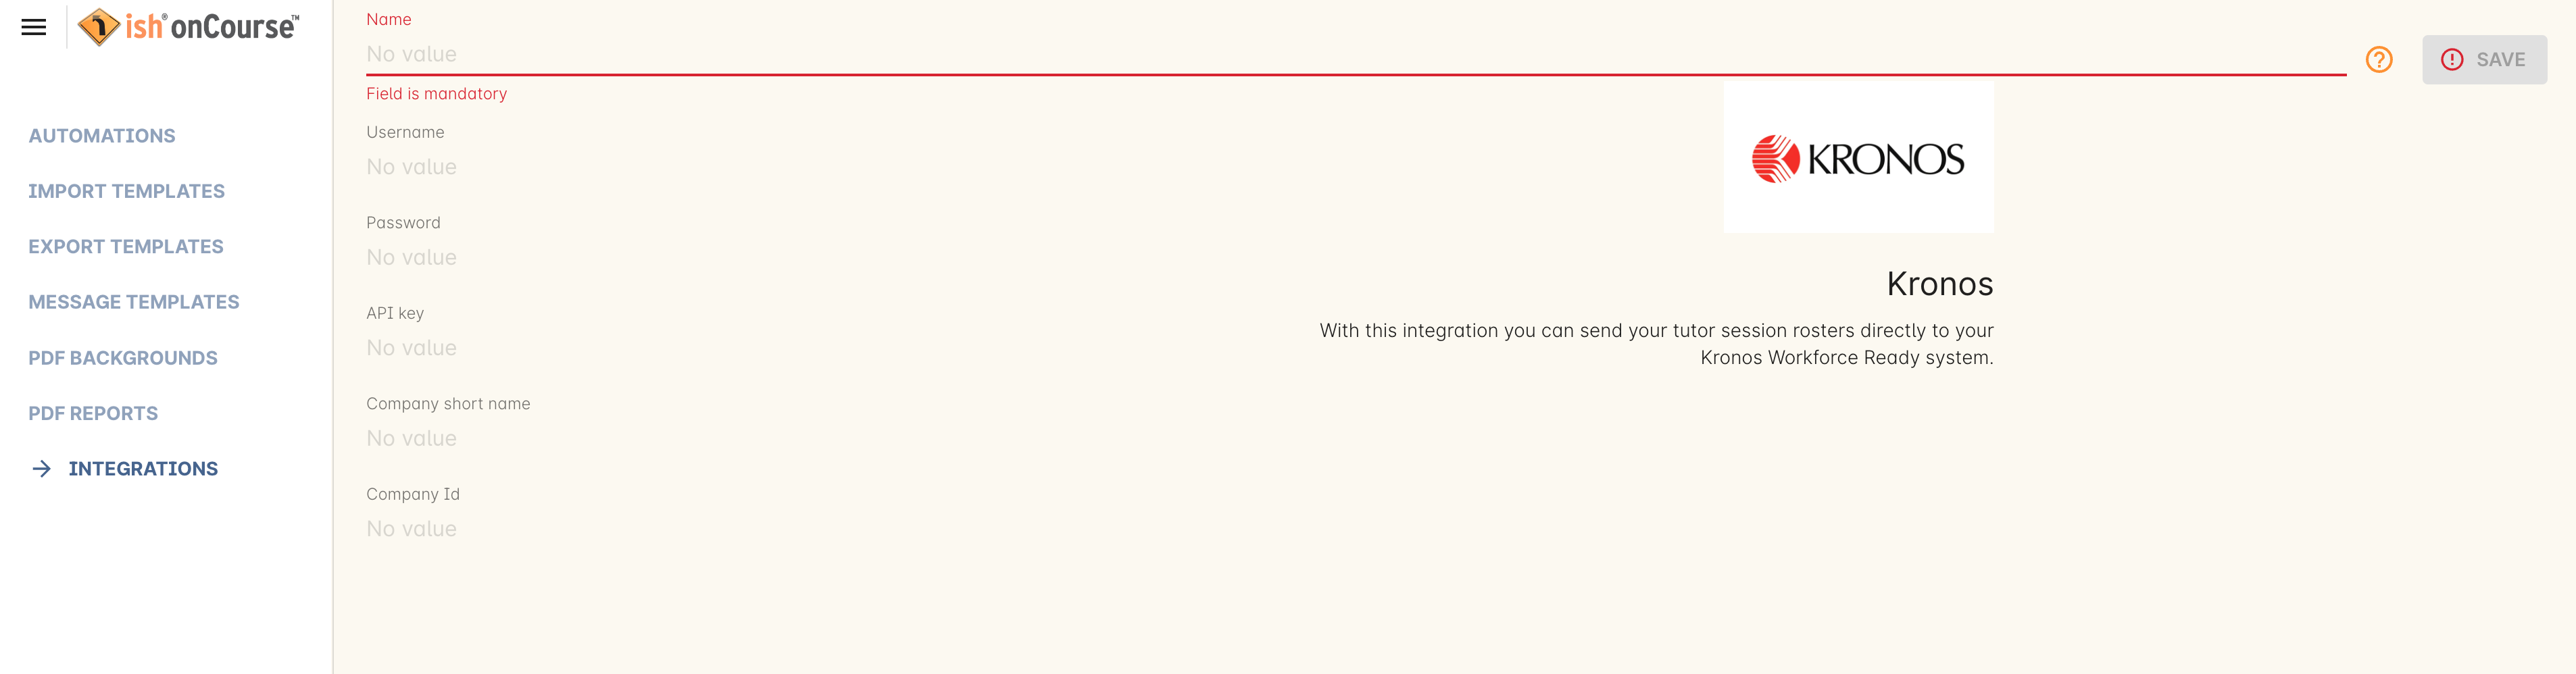 ish® onCourse™
AUTOMATIONS
IMPORT TEMPLATES
EXPORT TEMPLATES
MESSAGE TEMPLATES
PDF BACKGROUNDS
PDF REPORTS
INTEGRATIONS
Name
No value
Field is mandatory
SAVE
Username
No value
Password
No value
API key
No value
Company short name
No value
Company Id
No value
KRONOS
Kronos
With this integration you can send your tutor session rosters directly to your
Kronos Workforce Ready system.